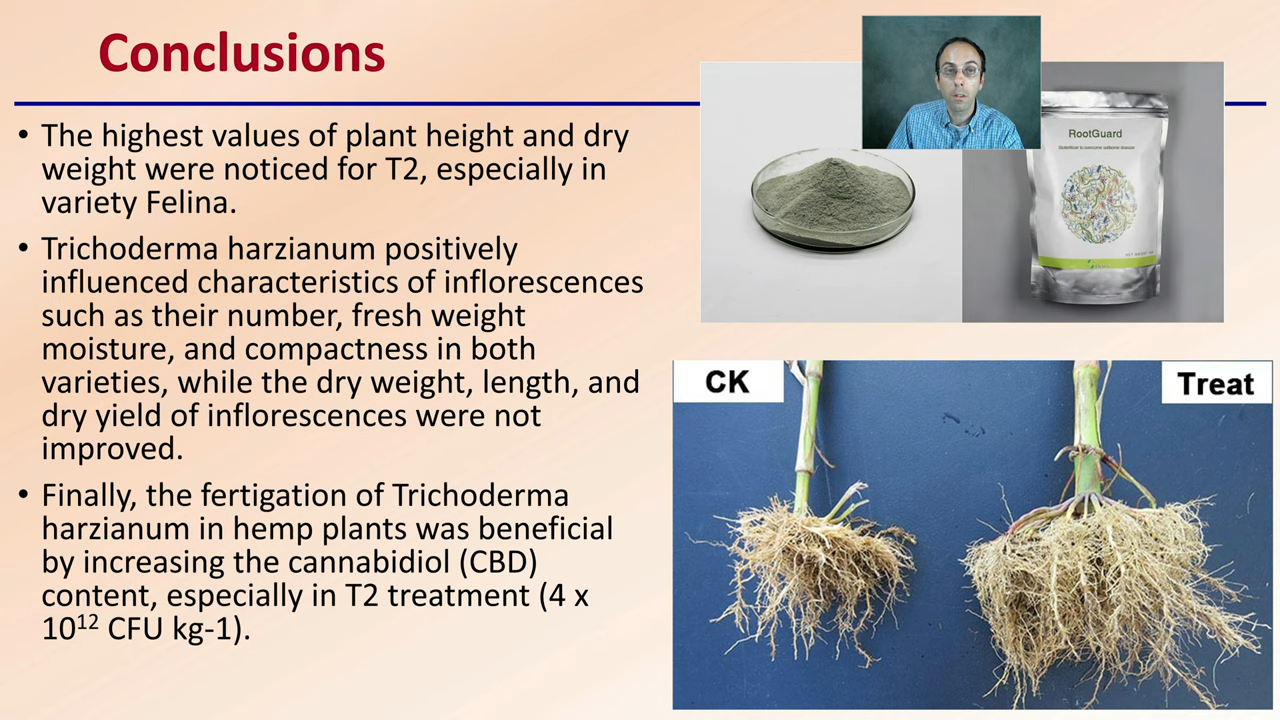 Conclusions
• The highest values of plant height and dry
weight were noticed for T2, especially in
variety Felina.
• Trichoderma harzianum positively
influenced characteristics of inflorescences
such as their number, fresh weight
moisture, and compactness in both
varieties, while the dry weight, length, and
dry yield of inflorescences were not
improved.
• Finally, the fertigation of Trichoderma
harzianum in hemp plants was beneficial
by increasing the cannabidiol (CBD)
content, especially in T2 treatment (4 x
10¹² CFU kg-1).
RootGuard
CK
Treat